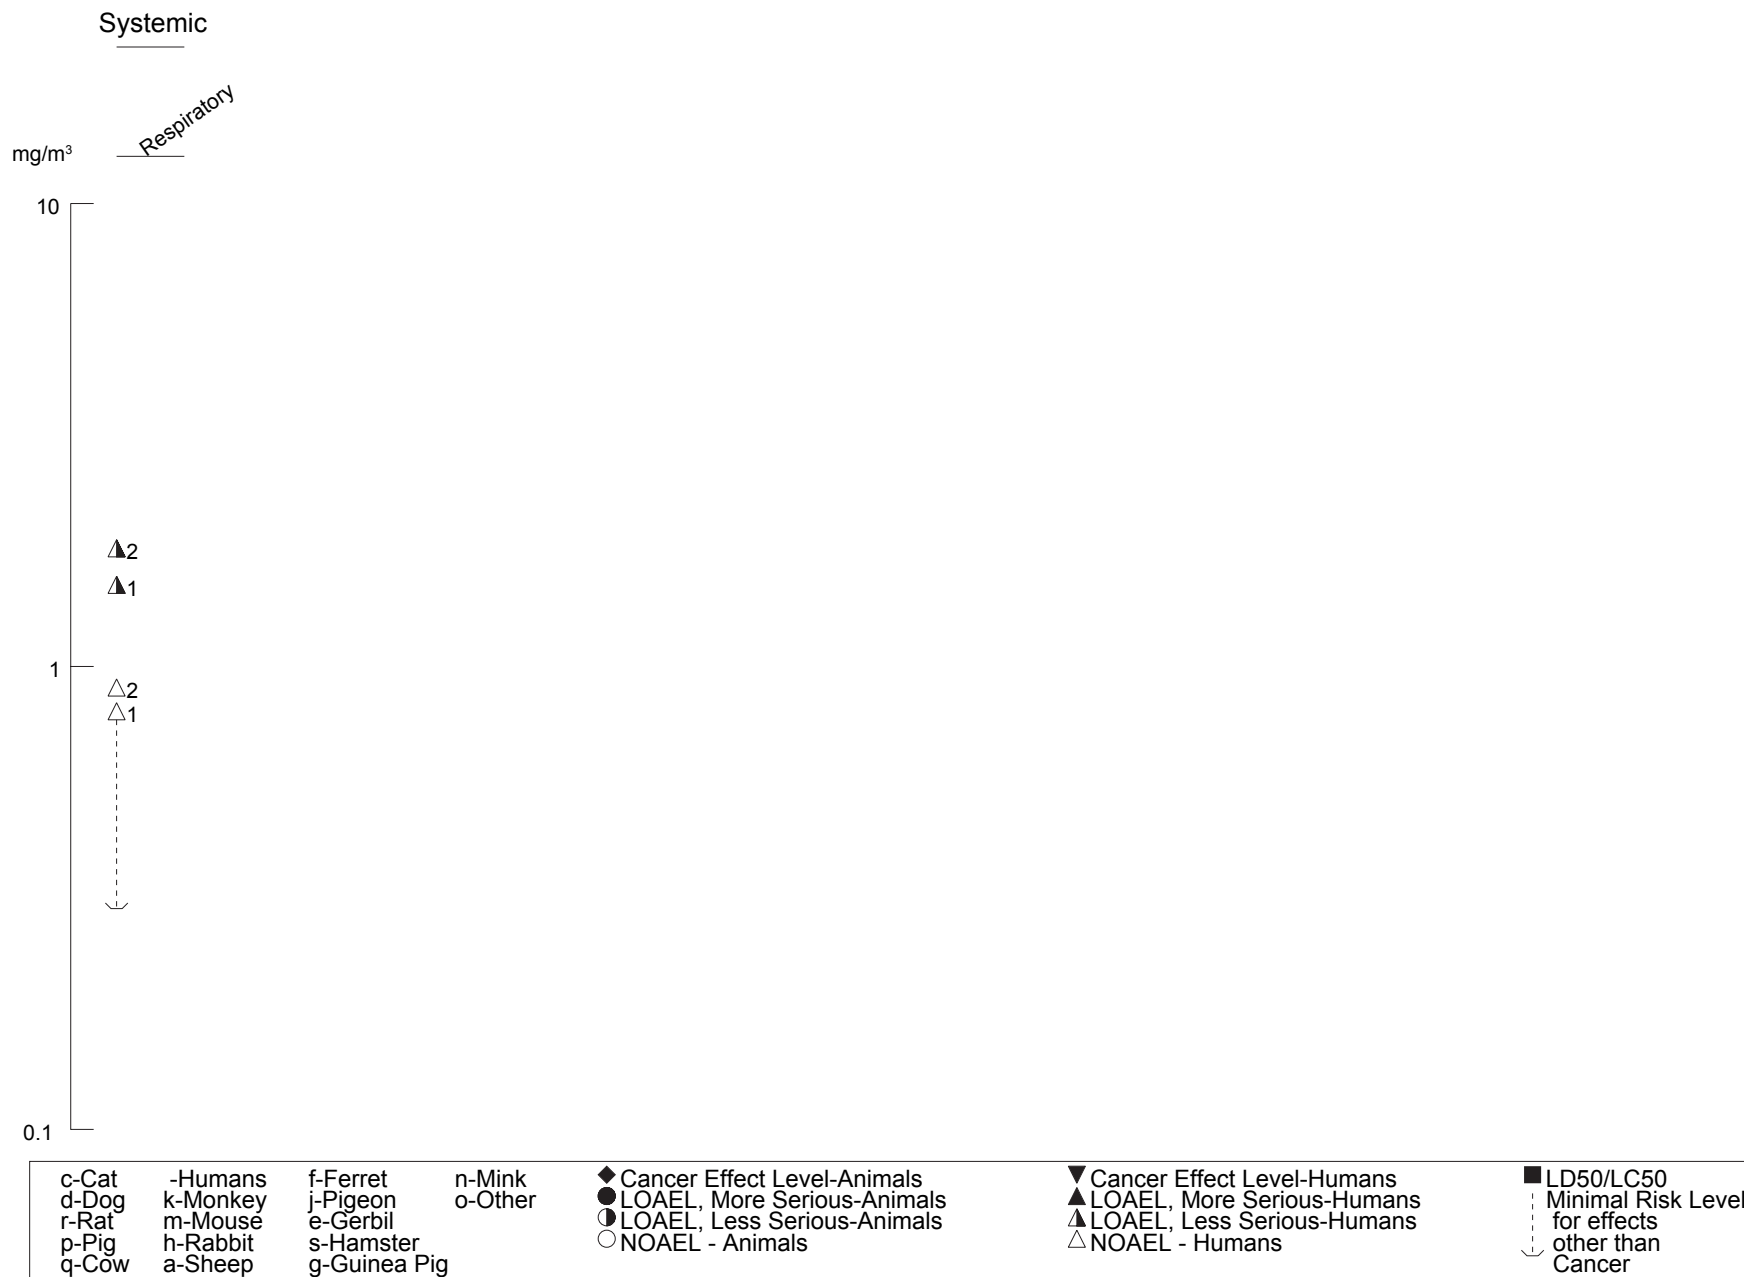 Systemic
Respiratory
mg/m³
10
2
1
1
2
1
0.1
c-Cat -Humans f-Ferret n-Mink Cancer Effect Level-Animals Cancer Effect Level-Humans LD50/LC50
d-Dog k-Monkey j-Pigeon o-Other LOAEL, More Serious-Animals LOAEL, More Serious-Humans Minimal Risk Level
r-Rat m-Mouse e-Gerbil LOAEL, Less Serious-Animals LOAEL, Less Serious-Humans for effects
p-Pig h-Rabbit s-Hamster NOAEL - Animals NOAEL - Humans other than
q-Cow a-Sheep g-Guinea Pig Cancer